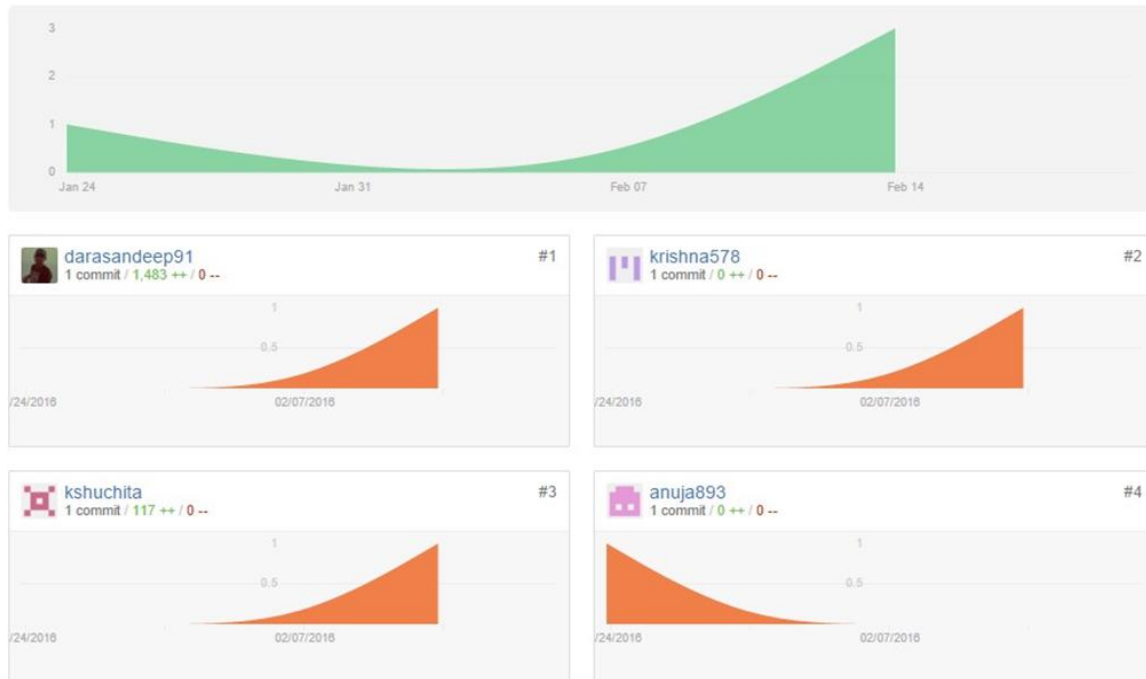 3
2
1
0
Jan 24 Jan 31 Feb 07 Feb 14
darasandeep91 #1
1 commit / 1,483 ++ / 0 --
1
0.5
/24/2016 02/07/2016
krishna578 #2
1 commit / 0 ++ / 0 --
1
0.5
/24/2016 02/07/2016
kshuchita #3
1 commit / 117 ++ / 0 --
1
0.5
/24/2016 02/07/2016
anuja893 #4
1 commit / 0 ++ / 0 --
1
0.5
/24/2016 02/07/2016